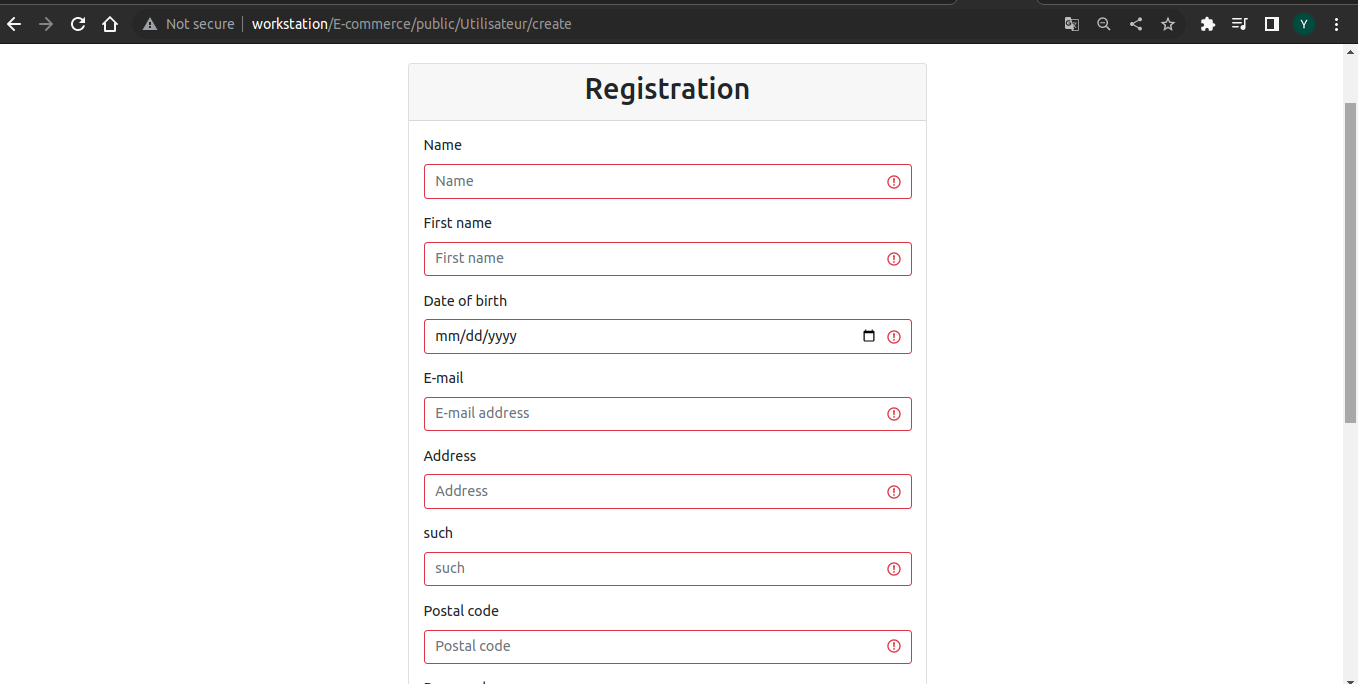 Not secure | workstation/E-commerce/public/Utilisateur/create
Y
Registration
Name
Name
First name
First name
Date of birth
mm/dd/yyyy
E-mail
E-mail address
Address
Address
such
such
Postal code
Postal code